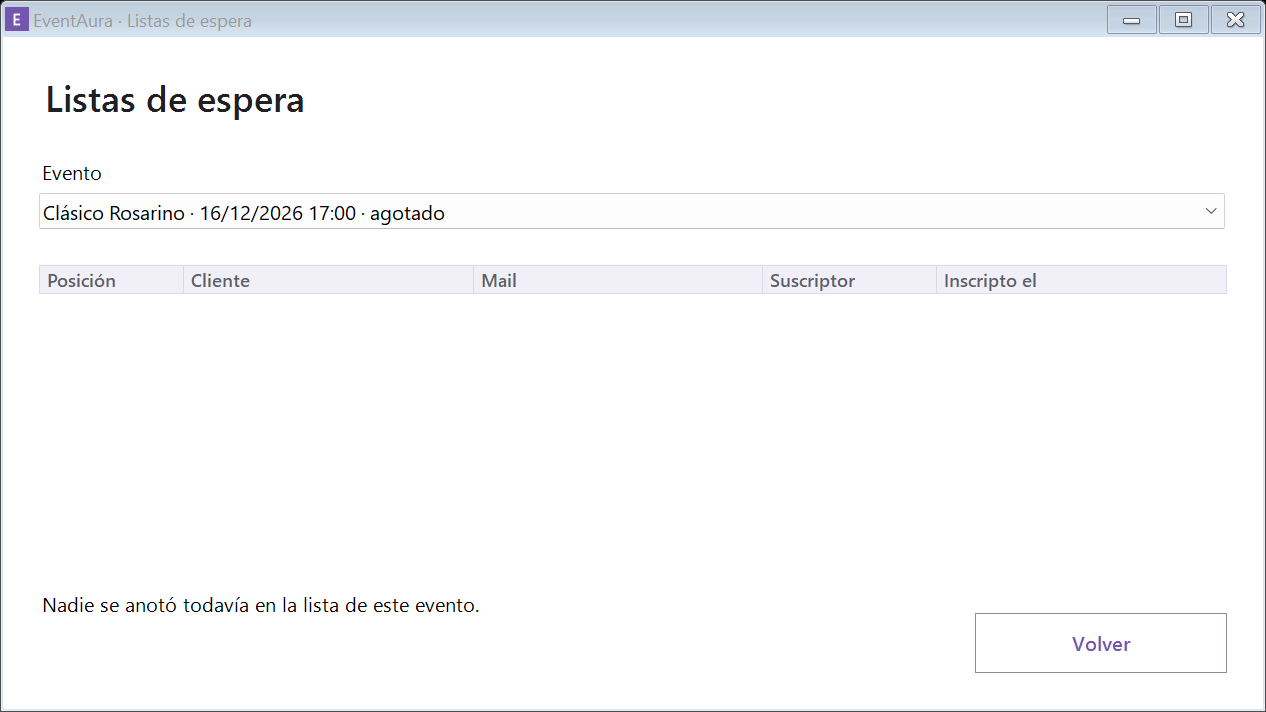 E EventAura · Listas de espera
Listas de espera
Evento
Clásico Rosarino · 16/12/2026 17:00 · agotado
Posición Cliente Mail Suscriptor Inscripto el
Nadie se anotó todavía en la lista de este evento.
Volver